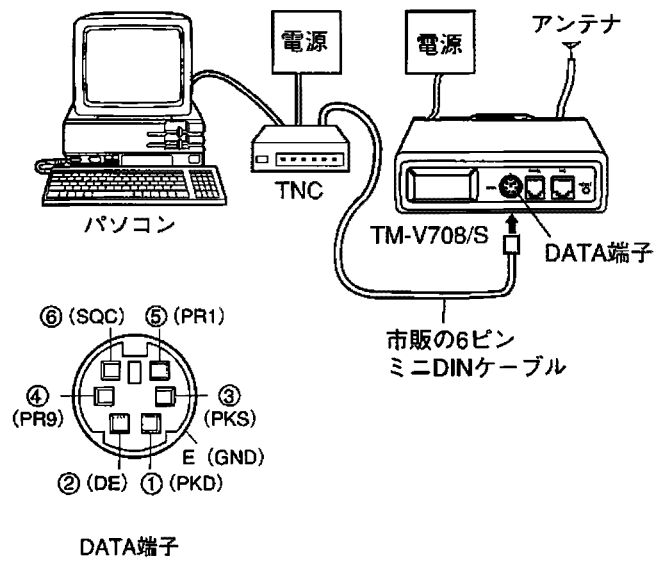 電源
電源
アンテナ
TNC
パソコン
TM-V708/S
DATA端子
市販の6ピン
ミニDINケーブル
⑥(SQC)
⑤(PR1)
④
(PR9)
③
(PKS)
E (GND)
②(DE)
①(PKD)
DATA端子